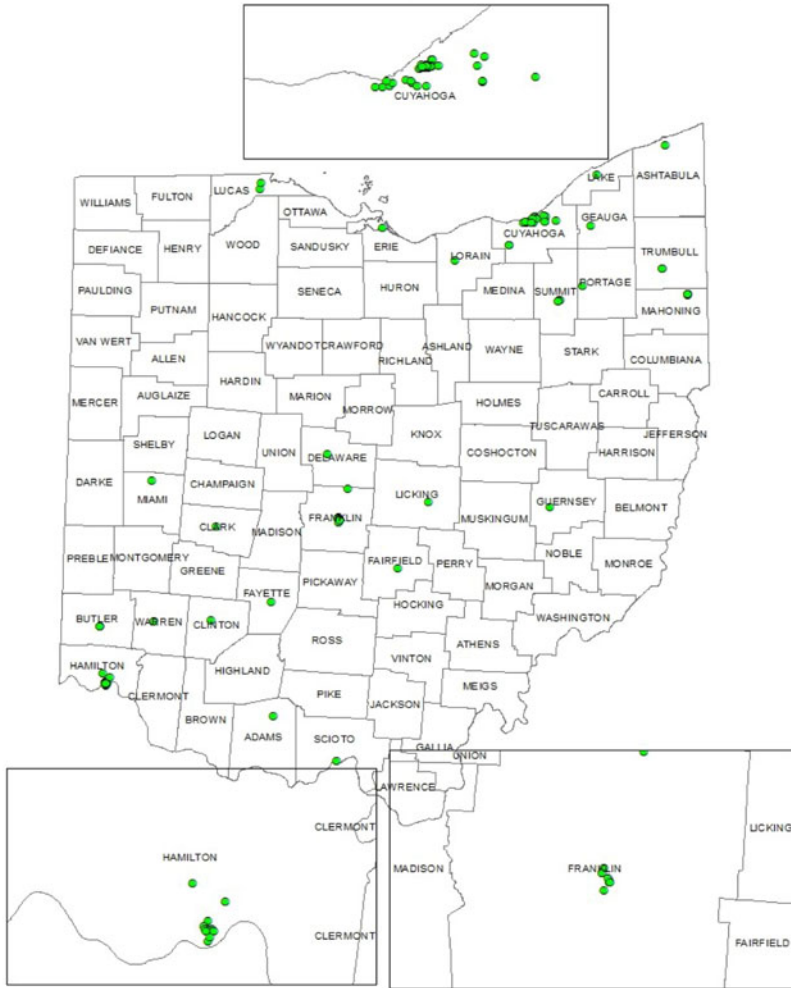 CUYAHOGA
ASHTABULA
LAKE
LUCAS
FULTON
WILLIAMS
OTTAWA
GEAUGA
CUYAHOGA
DEFIANCE
HENRY
WOOD
SANDUSKY
ERIE
LORAIN
TRUMBULL
PAULDING
SENECA
HURON
MEDINA
SUMMIT
PORTAGE
PUTNAM
HANCOCK
MAHONING
VAN WERT
ALLEN
WYANDOT
CRAWFORD
RICHLAND
ASHLAND
WAYNE
STARK
COLUMBIANA
HARDIN
MERCER
AUGLAIZE
MARION
MORROW
HOLMES
CARROLL
TUSCARAWAS
JEFFERSON
LOGAN
KNOX
SHELBY
UNION
DELAWARE
COSHOCTON
HARRISON
DARKE
CHAMPAIGN
MIAMI
LICKING
GUERNSEY
BELMONT
CLARK
MADISON
FRANKLIN
MUSKINGUM
PREBLE
MONTGOMERY
GREENE
FAIRFIELD
PERRY
NOBLE
MONROE
PICKAWAY
MORGAN
FAYETTE
HOCKING
WASHINGTON
BUTLER
WARREN
CLINTON
ROSS
ATHENS
HAMILTON
HIGHLAND
VINTON
CLERMONT
PIKE
MEIGS
JACKSON
BROWN
ADAMS
SCIOTO
GALLIA
UNION
LAWRENCE
CLERMONT
LICKING
HAMILTON
MADISON
FRANKLIN
CLERMONT
FAIRFIELD